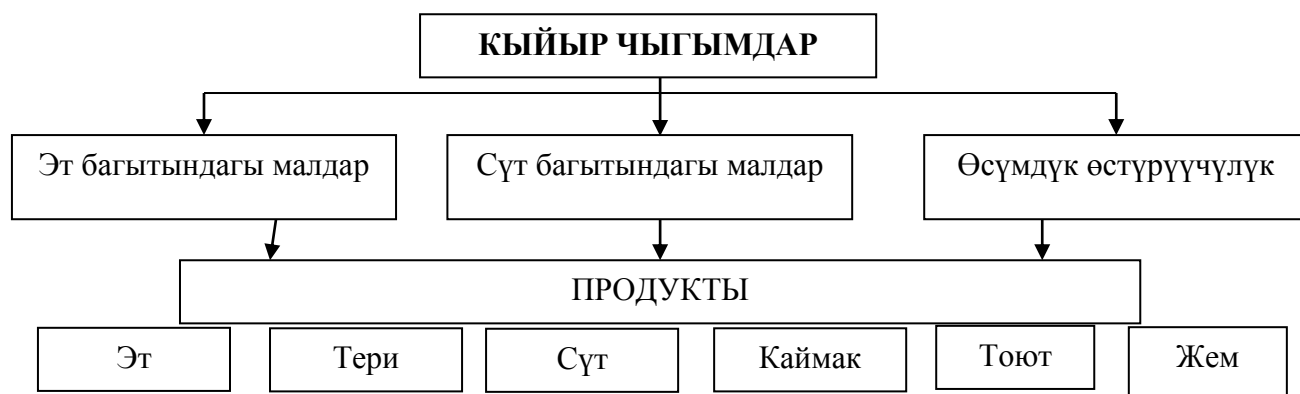 КЫЙЫР ЧЫГЫМДАР
Эт багытындагы малдар
Сүт багытындагы малдар
Өсүмдүк өстүрүүчүлүк
ПРОДУКТЫ
Эт
Тери
Сүт
Каймак
Тоют
Жем